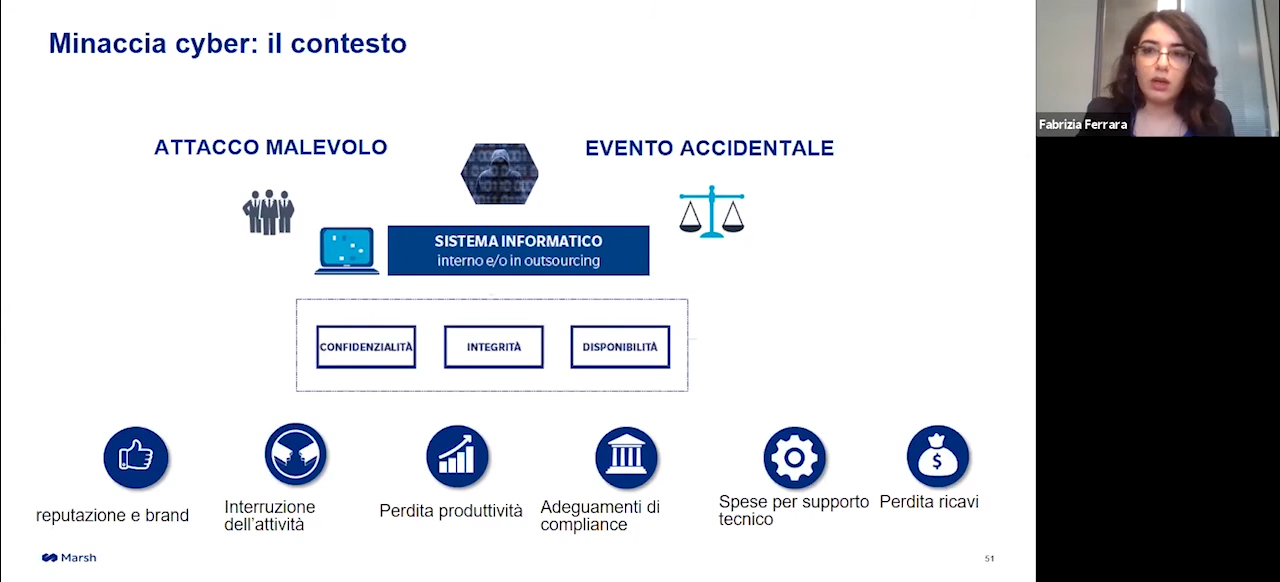 Minaccia cyber: il contesto
Fabrizia Ferrara
ATTACCO MALEVOLO
EVENTO ACCIDENTALE
SISTEMA INFORMATICO
interno e/o in outsourcing
CONFIDENZIALITÀ
INTEGRITÀ
DISPONIBILITÀ
reputazione e brand
Interruzione
dell'attività
Perdita produttività
Adeguamenti di
compliance
Spese per supporto
tecnico
Perdita ricavi
Marsh
51